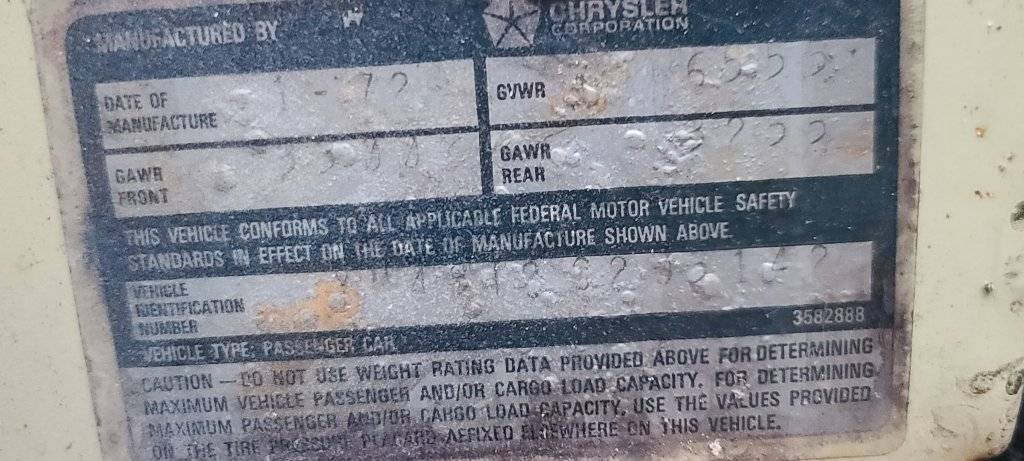 MANUFACTURED BY
CHRYSLER
CORPORATION
DATE OF
MANUFACTURE
GVWR
GAWR
FRONT
GAWR
REAR
THIS VEHICLE CONFORMS TO ALL APPLICABLE FEDERAL MOTOR VEHICLE SAFETY
STANDARDS IN EFFECT ON THE DATE OF MANUFACTURE SHOWN ABOVE
VEHICLE
IDENTIFICATION
NUMBER
3582888
VEHICLE TYPE: PASSENGER CAR
CAUTION — DO NOT USE WEIGHT RATING DATA PROVIDED ABOVE FOR DETERMINING
MAXIMUM VEHICLE PASSENGER AND/OR CARGO LOAD CAPACITY. FOR DETERMINING
MAXIMUM PASSENGER AND/OR CARGO LOAD CAPACITY, USE THE VALUES PROVIDED
ON THE TIRE PRESSURE PLACARD AFFIXED ELSEWHERE ON THIS VEHICLE.